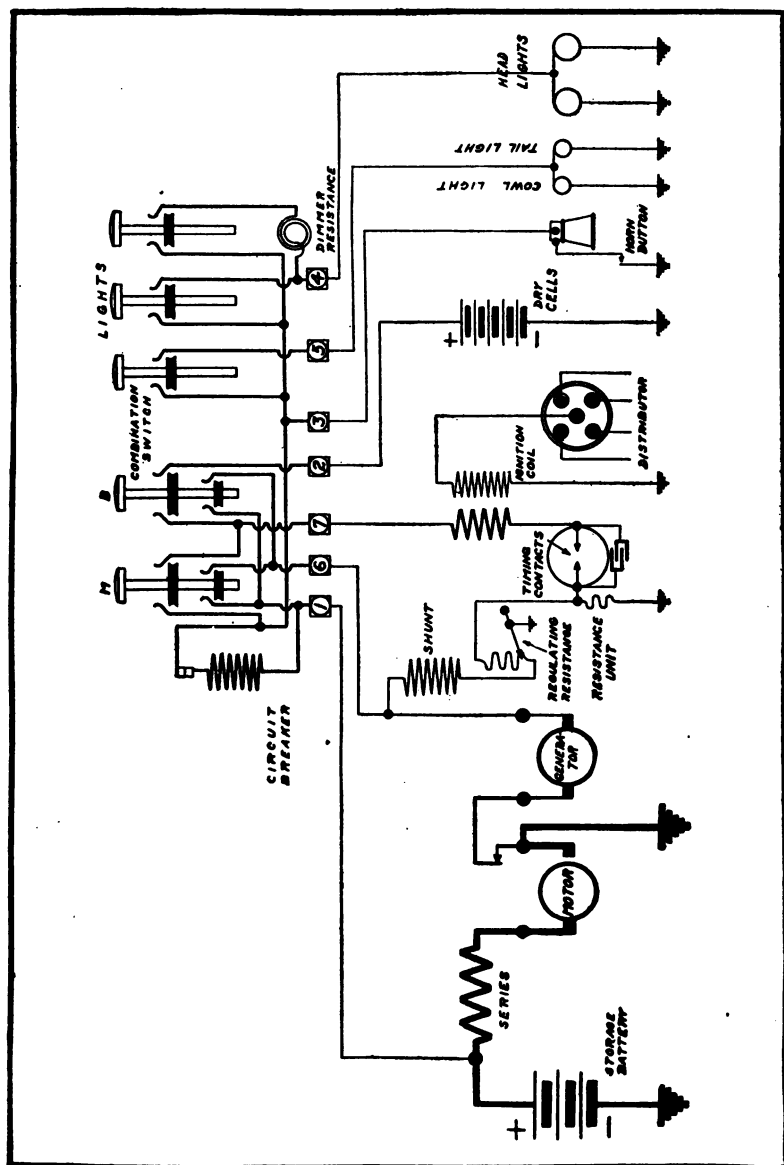 HEAD
LIGHTS
TAIL LIGHT
COWL LIGHT
HORN
BUTTON
DRY
CELLS
+
−
DISTRIBUTOR
IGNITION
COIL
TIMING
CONTACTS
RESISTANCE
UNIT
REGULATING
RESISTANCE
SHUNT
GENERA
TOR
MOTOR
SERIES
STORAGE
BATTERY
+
−
DIMMER
RESISTANCE
LIGHTS
COMBINATION
SWITCH
B
M
4
5
3
2
7
6
1
CIRCUIT
BREAKER